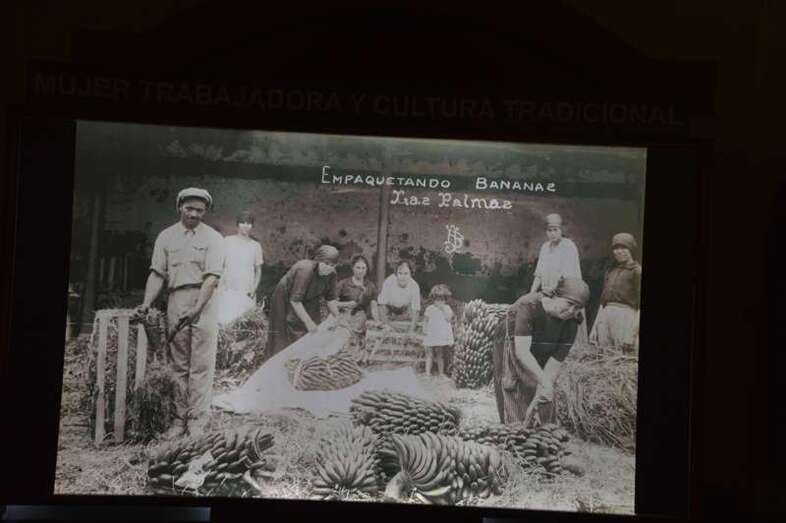 MUJER TRABAJADORA Y CULTURA TRADICIONAL
EMPAQUETANDO BANANAS
Las Palmas